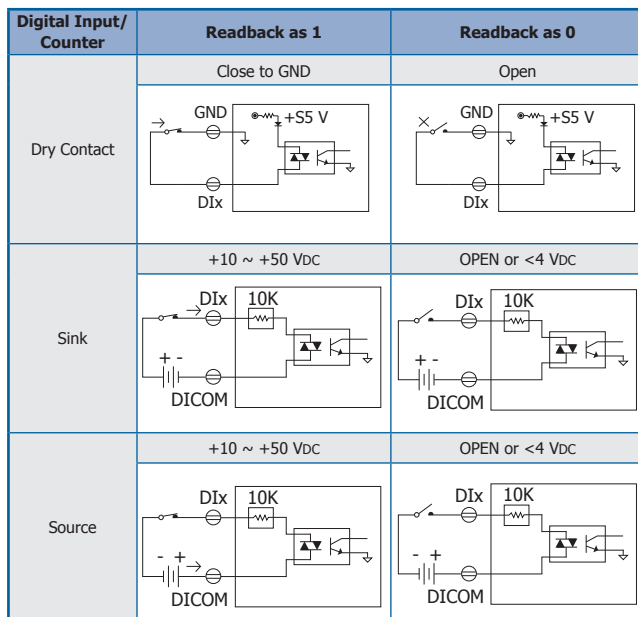 Digital Input/
Counter
Readback as 1
Readback as 0
Dry Contact
Close to GND
Open
GND
+S5 V
DIx
GND
+S5 V
DIx
Sink
+10 ~ +50 VDC
OPEN or <4 VDC
DIx 10K
+ -
DICOM
DIx 10K
+ -
DICOM
Source
+10 ~ +50 VDC
OPEN or <4 VDC
DIx 10K
- +
DICOM
DIx 10K
- +
DICOM